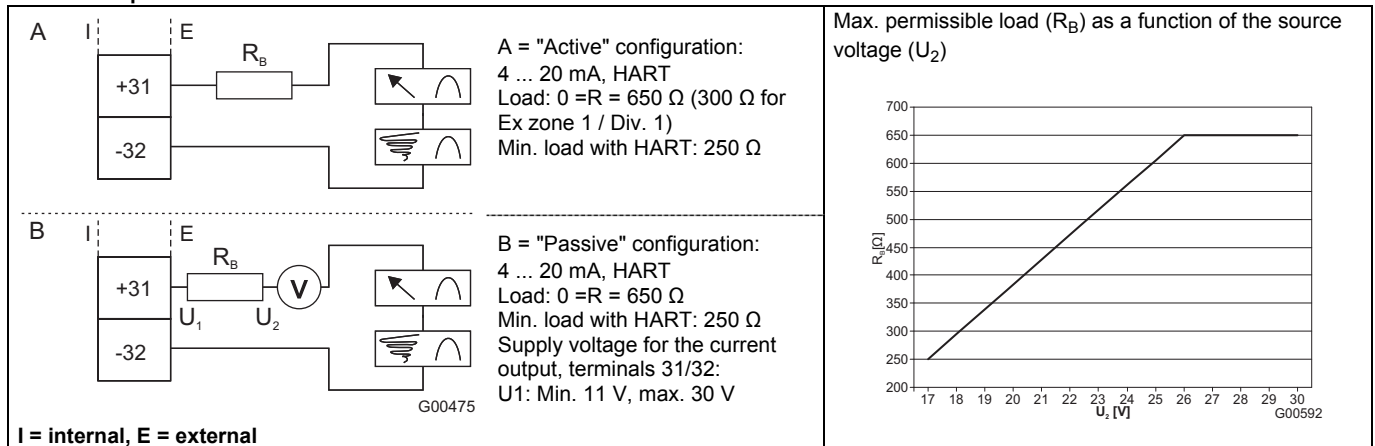 A
I
E
R_B
+31
-32
A = "Active" configuration:
4 ... 20 mA, HART
Load: 0 =R = 650 Ω (300 Ω for
Ex zone 1 / Div. 1)
Min. load with HART: 250 Ω
B
I
E
R_B
+31
V
U₁
U₂
-32
G00475
B = "Passive" configuration:
4 ... 20 mA, HART
Load: 0 =R = 650 Ω
Min. load with HART: 250 Ω
Supply voltage for the current
output, terminals 31/32:
U1: Min. 11 V, max. 30 V
I = internal, E = external
Max. permissible load (R_B) as a function of the source
voltage (U₂)
700
650
600
550
500
450
400
350
300
250
200
R_B[Ω]
17 18 19 20 21 22 23 24 25 26 27 28 29 30
U₂ [V]
G00592